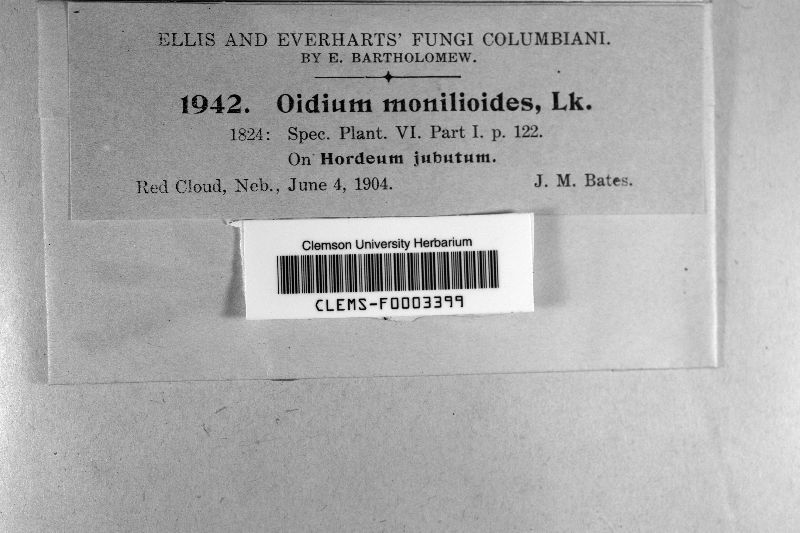 ELLIS AND EVERHARTS' FUNGI COLUMBIANI.
BY E. BARTHOLOMEW.
1942. Oidium monilioides, Lk.
1824: Spec. Plant. VI. Part I. p. 122.
On Hordeum jubutum.
Red Cloud, Neb., June 4, 1904. J. M. Bates.
Clemson University Herbarium
CLEMS-F0003399